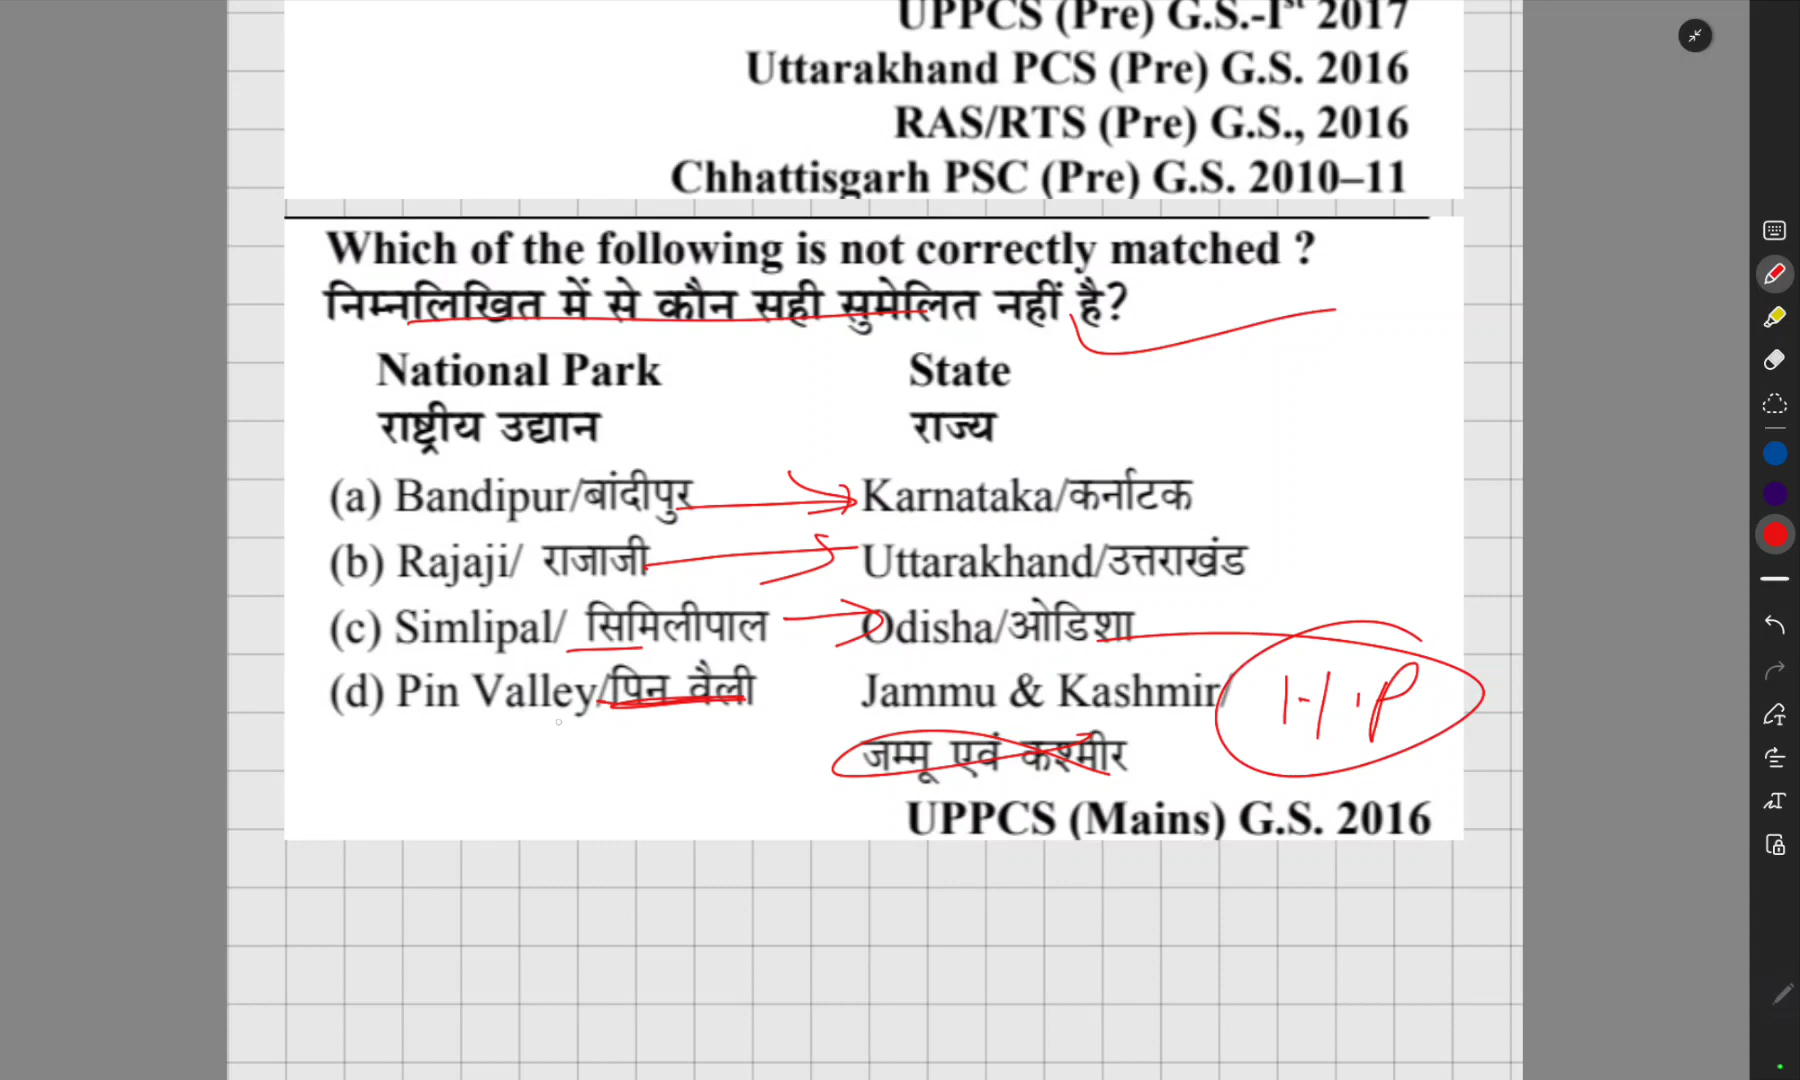 UPPCS (Pre) G.S.-Ist 2017
Uttarakhand PCS (Pre) G.S. 2016
RAS/RTS (Pre) G.S., 2016
Chhattisgarh PSC (Pre) G.S. 2010–11
Which of the following is not correctly matched ?
निम्नलिखित में से कौन सही सुमेलित नहीं है?
National Park State
राष्ट्रीय उद्यान राज्य
(a) Bandipur/बांदीपुर Karnataka/कर्नाटक
(b) Rajaji/ राजाजी Uttarakhand/उत्तराखंड
(c) Simlipal/ सिमिलीपाल Odisha/ओडिशा
(d) Pin Valley/पिन वैली Jammu & Kashmir/ H.P
जम्मू एवं कश्मीर
UPPCS (Mains) G.S. 2016